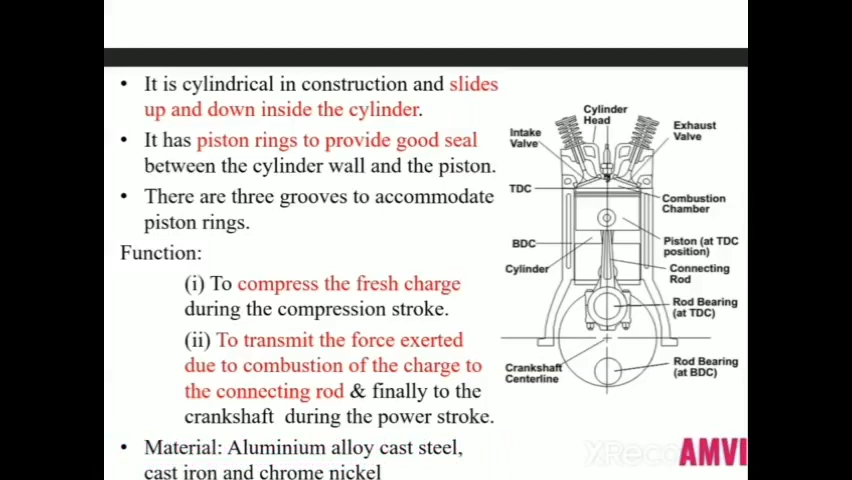 • It is cylindrical in construction and slides
up and down inside the cylinder.
• It has piston rings to provide good seal
between the cylinder wall and the piston.
• There are three grooves to accommodate
piston rings.
Function:
(i) To compress the fresh charge
during the compression stroke.
(ii) To transmit the force exerted
due to combustion of the charge to
the connecting rod & finally to the
crankshaft during the power stroke.
• Material: Aluminium alloy cast steel,
cast iron and chrome nickel
Cylinder
Head
Intake
Valve
Exhaust
Valve
TDC
Combustion
Chamber
BDC
Piston (at TDC
position)
Cylinder
Connecting
Rod
Rod Bearing
(at TDC)
Crankshaft
Centerline
Rod Bearing
(at BDC)
AMVI